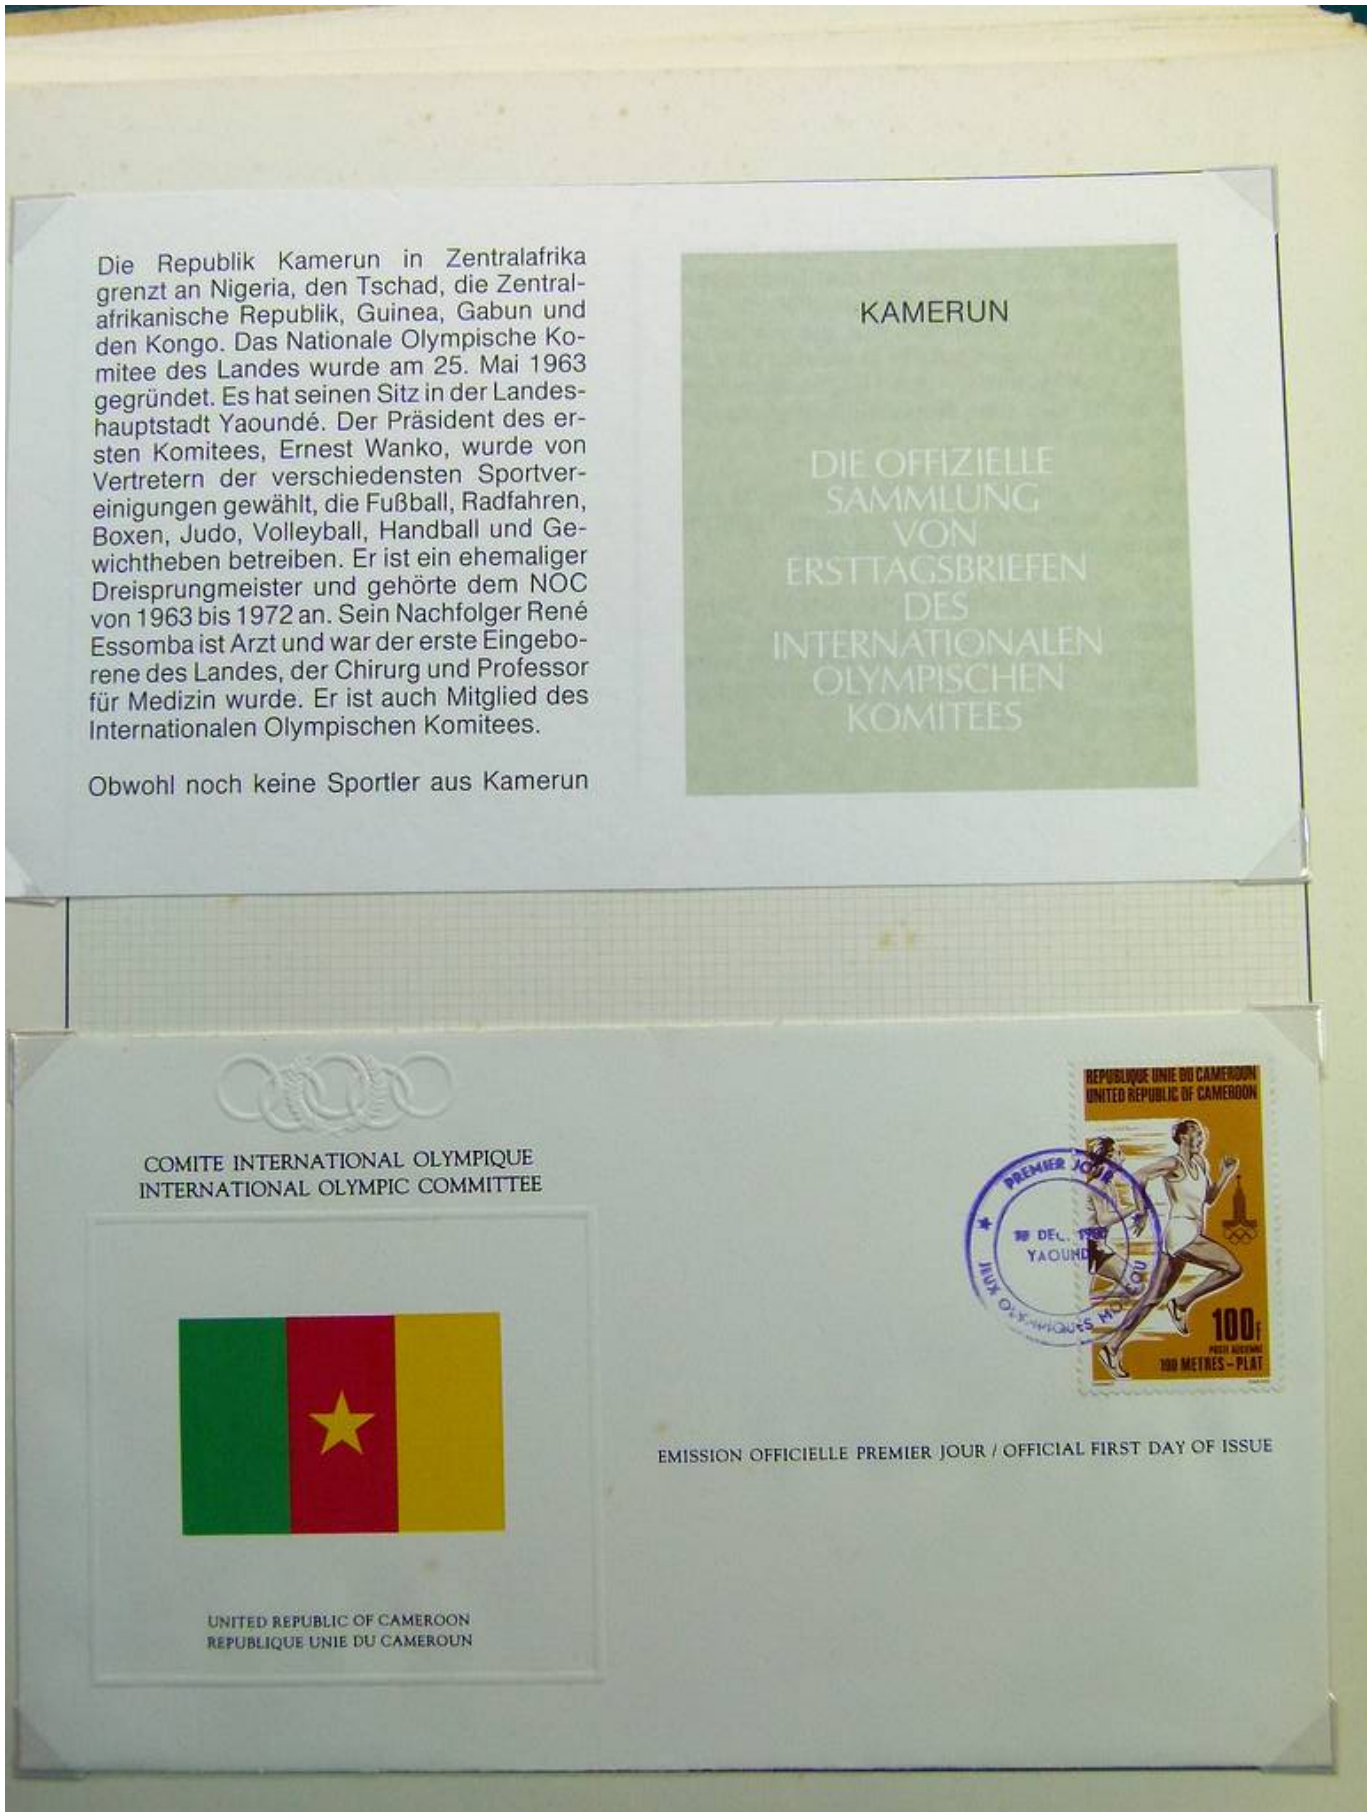 Die Republik Kamerun in Zentralafrika
grenzt an Nigeria, den Tschad, die Zentral-
afrikanische Republik, Guinea, Gabun und
den Kongo. Das Nationale Olympische Ko-
mitee des Landes wurde am 25. Mai 1963
gegründet. Es hat seinen Sitz in der Landes-
hauptstadt Yaoundé. Der Präsident des er-
sten Komitees, Ernest Wanko, wurde von
Vertretern der verschiedensten Sportver-
einigungen gewählt, die Fußball, Radfahren,
Boxen, Judo, Volleyball, Handball und Ge-
wichtheben betreiben. Er ist ein ehemaliger
Dreisprungmeister und gehörte dem NOC
von 1963 bis 1972 an. Sein Nachfolger René
Essomba ist Arzt und war der erste Eingebo-
rene des Landes, der Chirurg und Professor
für Medizin wurde. Er ist auch Mitglied des
Internationalen Olympischen Komitees.
Obwohl noch keine Sportler aus Kamerun
KAMERUN
DIE OFFIZIELLE
SAMMLUNG
VON
ERSTTAGSBRIEFEN
DES
INTERNATIONALEN
OLYMPISCHEN
KOMITEES
COMITE INTERNATIONAL OLYMPIQUE
INTERNATIONAL OLYMPIC COMMITTEE
UNITED REPUBLIC OF CAMEROON
REPUBLIQUE UNIE DU CAMEROUN
REPUBLIQUE UNIE DU CAMEROUN
UNITED REPUBLIC OF CAMEROON
PREMIER JOUR
DEC.
YAOUNDE
JEUX OLYMPIQUES MOSCOU
100F
POSTE AERIENNE
100 METRES - PLAT
EMISSION OFFICIELLE PREMIER JOUR / OFFICIAL FIRST DAY OF ISSUE